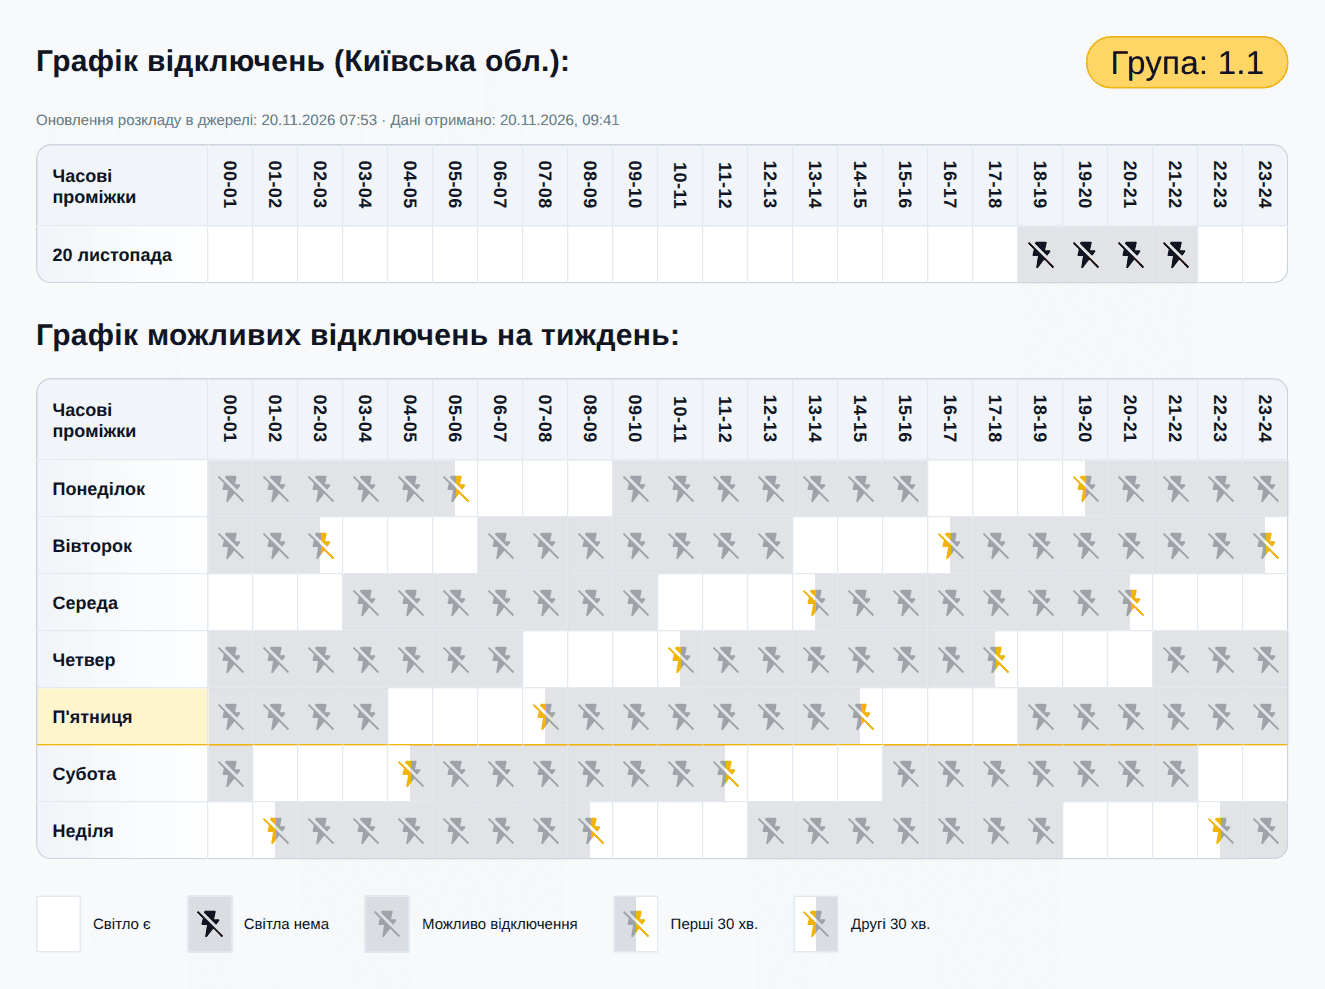 Графік відключень (Київська обл.):
Група: 1.1
Оновлення розкладу в джерелі: 20.11.2026 07:53 · Дані отримано: 20.11.2026, 09:41
Часові
проміжки
00-01 01-02 02-03 03-04 04-05 05-06 06-07 07-08 08-09 09-10 10-11 11-12 12-13 13-14 14-15 15-16 16-17 17-18 18-19 19-20 20-21 21-22 22-23 23-24
20 листопада
Графік можливих відключень на тиждень:
Часові
проміжки
00-01 01-02 02-03 03-04 04-05 05-06 06-07 07-08 08-09 09-10 10-11 11-12 12-13 13-14 14-15 15-16 16-17 17-18 18-19 19-20 20-21 21-22 22-23 23-24
Понеділок
Вівторок
Середа
Четвер
П'ятниця
Субота
Неділя
Світло є
Світла нема
Можливо відключення
Перші 30 хв.
Другі 30 хв.